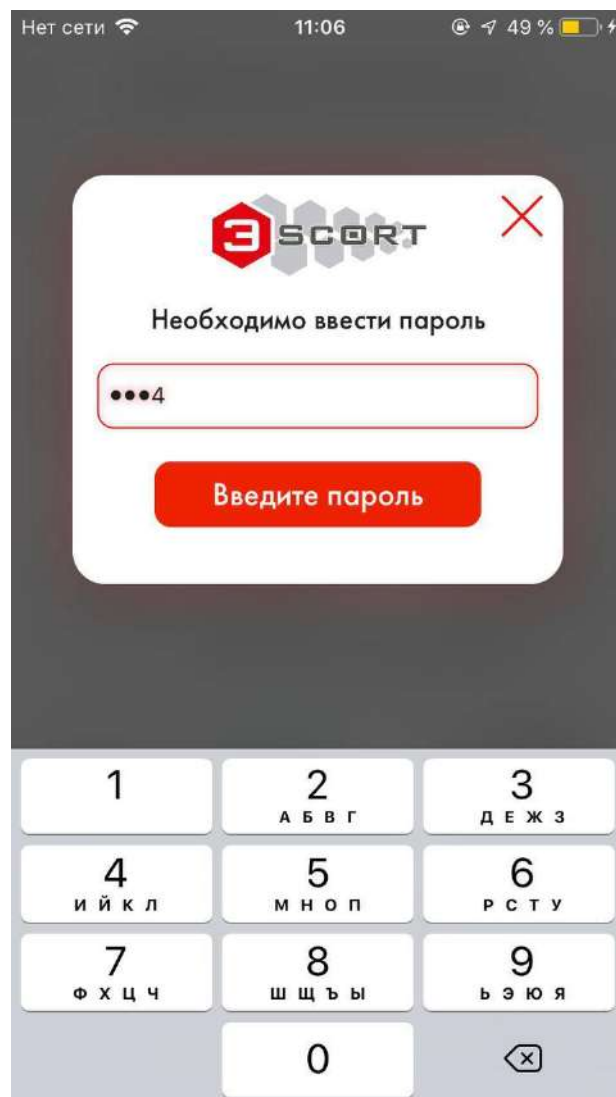 Нет сети 11:06 49 %
ЭSCORT
Необходимо ввести пароль
•••4
Введите пароль
1 2 3
А Б В Г Д Е Ж З
4 5 6
И Й К Л М Н О П Р С Т У
7 8 9
Ф Х Ц Ч Ш Щ Ъ Ы Ь Э Ю Я
0